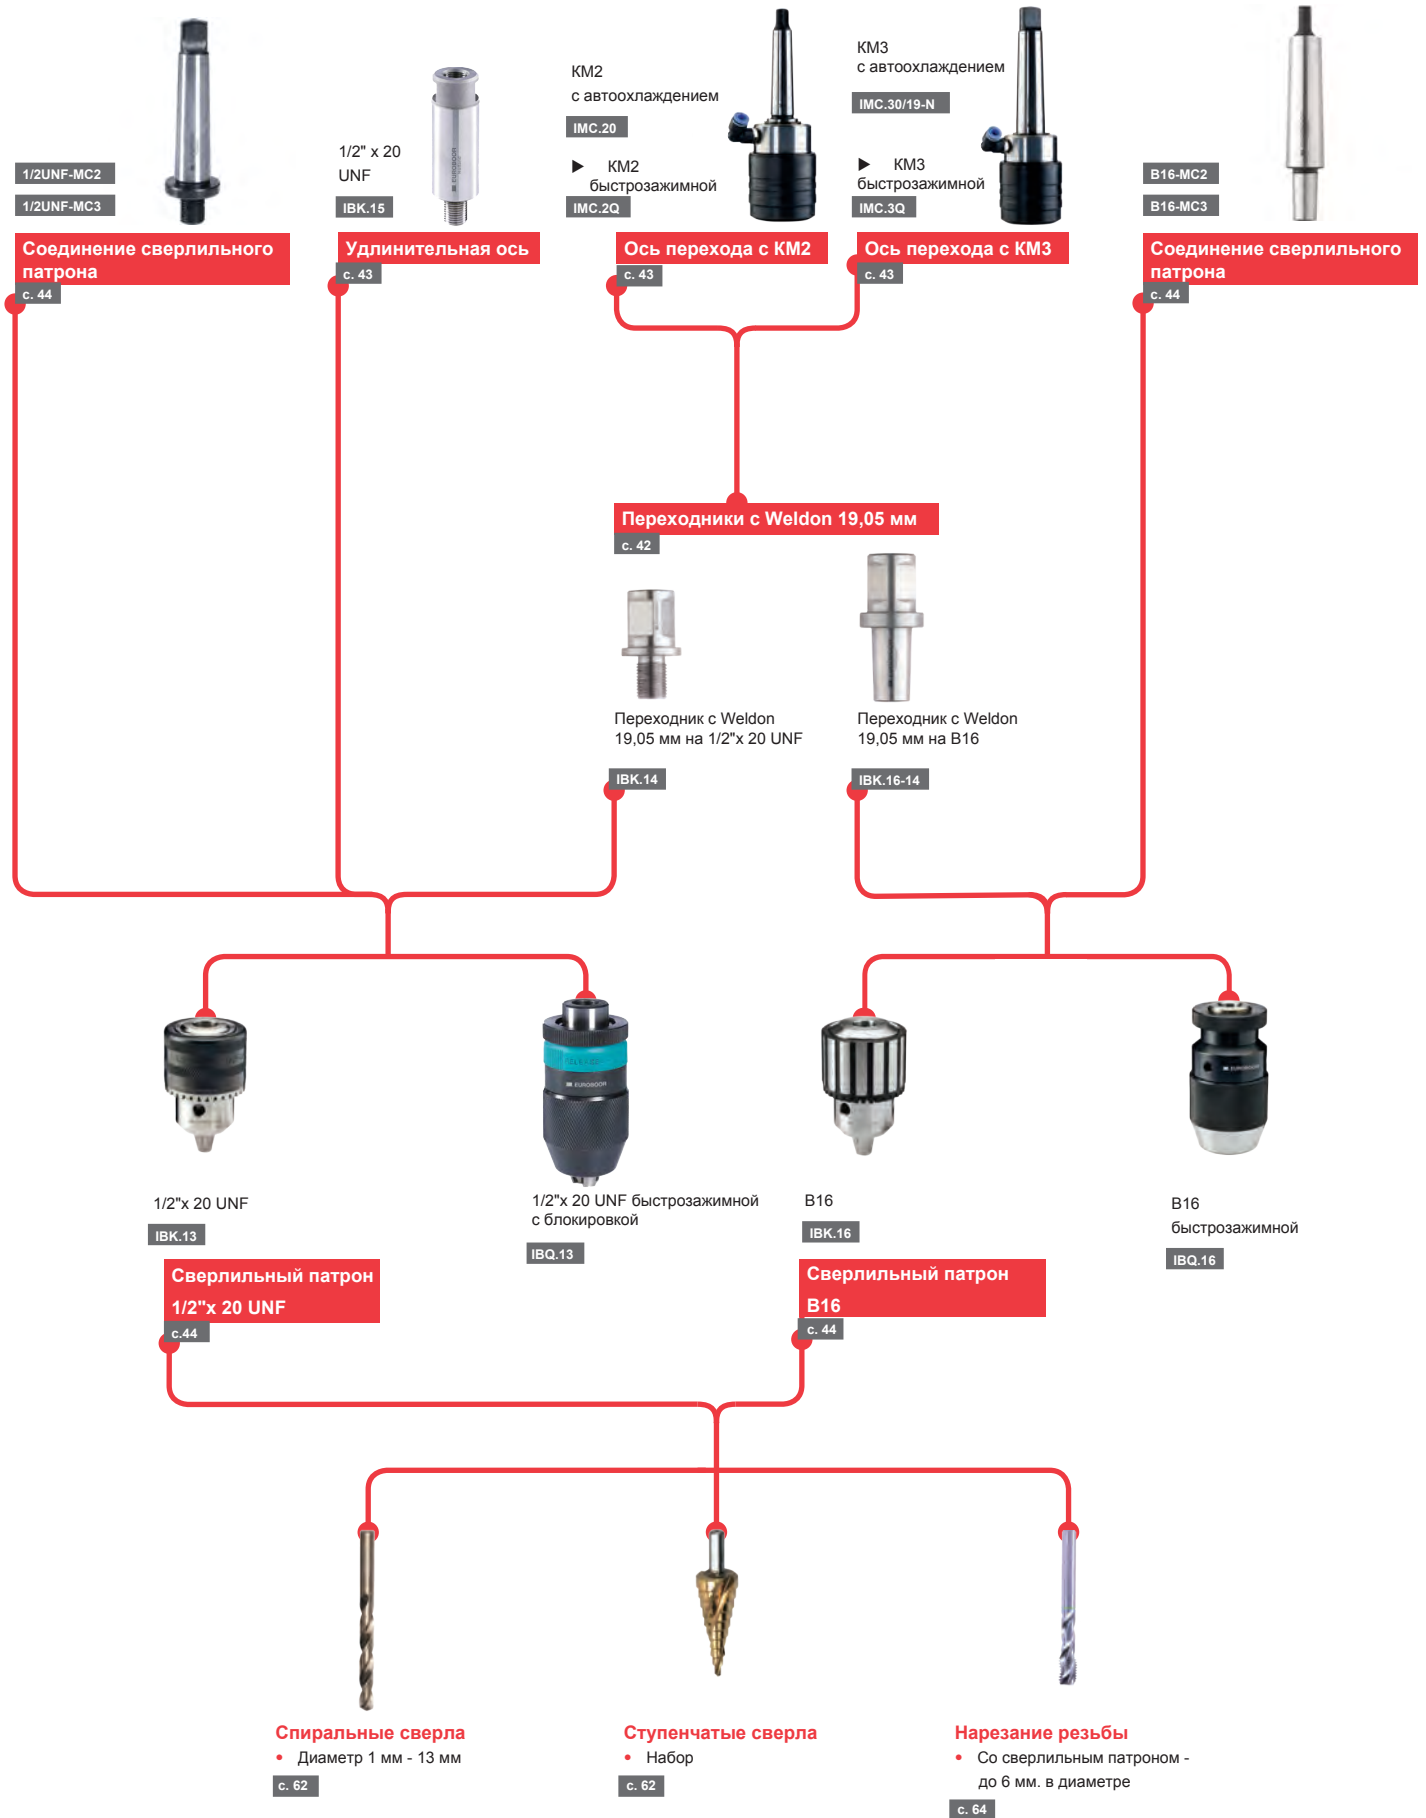 1/2UNF-MC2
1/2UNF-MC3
Соединение сверлильного
патрона
с. 44
1/2" x 20
UNF
IBK.15
EUROBOOR
Удлинительная ось
с. 43
КМ2
с автоохлаждением
IMC.20
► КМ2
быстрозажимной
IMC.2Q
Ось перехода с КМ2
с. 43
КМ3
с автоохлаждением
IMC.30/19-N
► КМ3
быстрозажимной
IMC.3Q
Ось перехода с КМ3
с. 43
B16-MC2
B16-MC3
Соединение сверлильного
патрона
с. 44
Переходники с Weldon 19,05 мм
с. 42
Переходник с Weldon
19,05 мм на 1/2"x 20 UNF
IBK.14
Переходник с Weldon
19,05 мм на B16
IBK.16-14
1/2"x 20 UNF
IBK.13
EUROBOOR
1/2"x 20 UNF быстрозажимной
с блокировкой
IBQ.13
B16
IBK.16
EUROBOOR
B16
быстрозажимной
IBQ.16
Сверлильный патрон
1/2"x 20 UNF
с.44
Сверлильный патрон
B16
с. 44
Спиральные сверла
• Диаметр 1 мм - 13 мм
с. 62
Ступенчатые сверла
• Набор
с. 62
Нарезание резьбы
• Со сверлильным патроном -
до 6 мм. в диаметре
с. 64